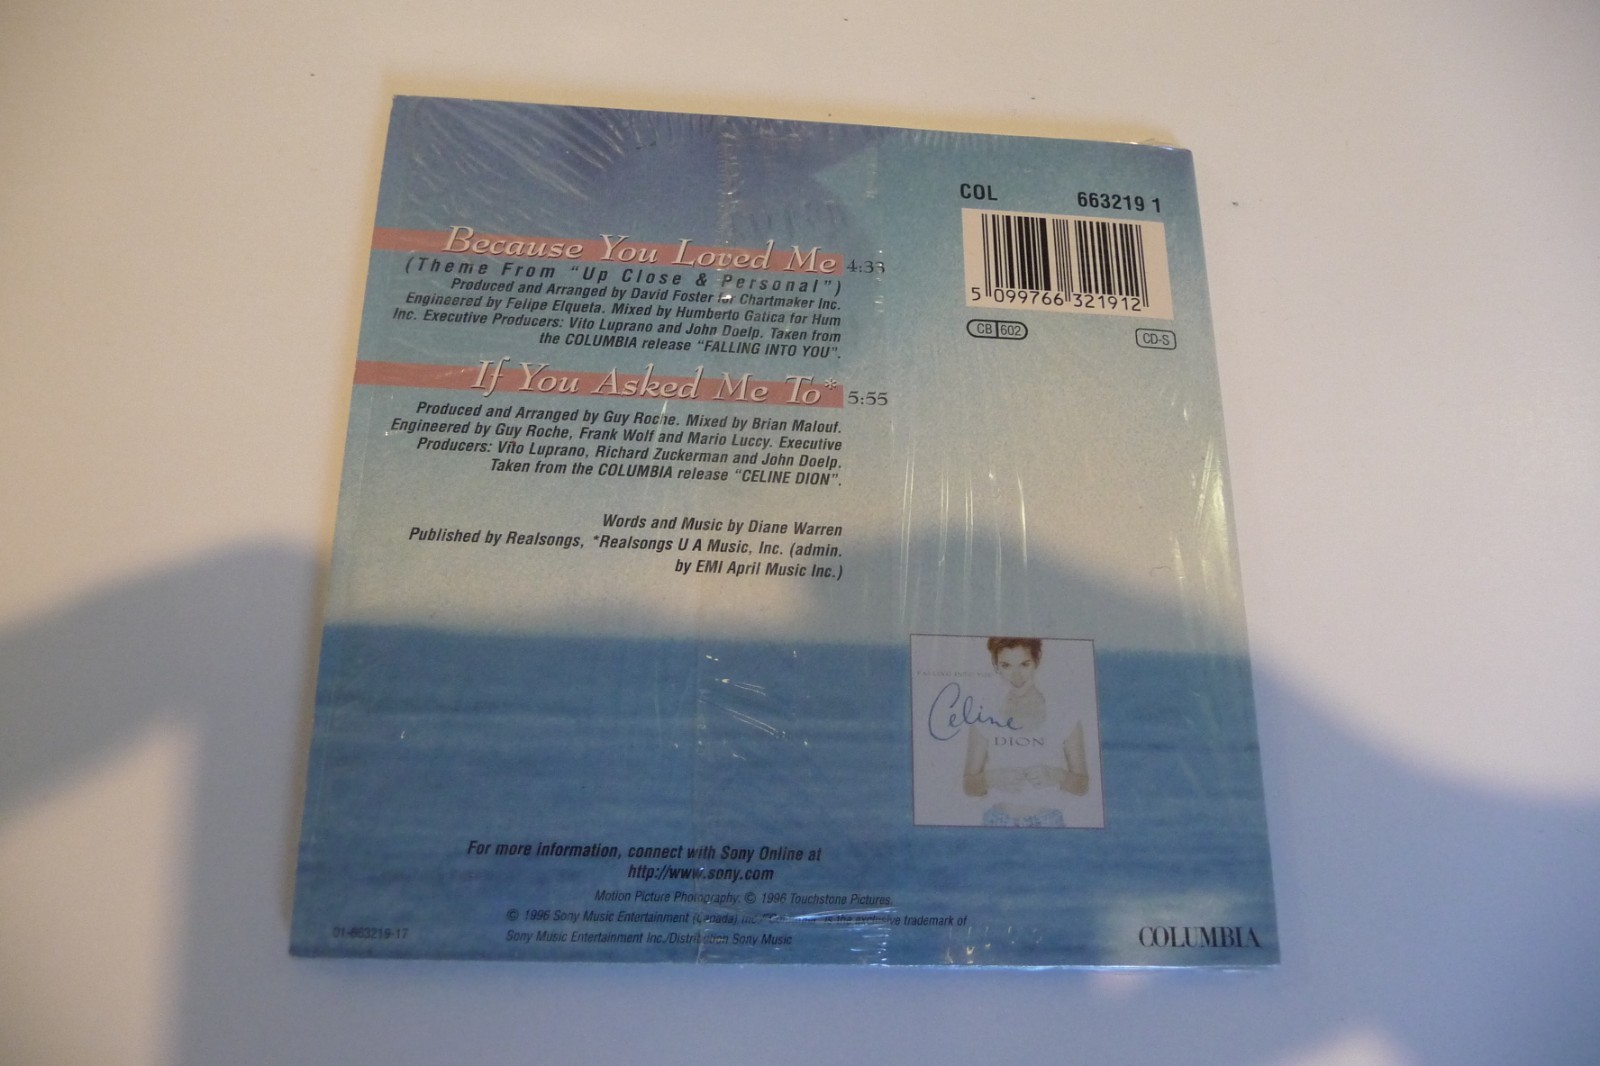 COL 663219 1
5 099766 321912
CB 602
CD-S
Because You Loved Me 4:33
(Theme From "Up Close & Personal")
Produced and Arranged by David Foster for Chartmaker Inc.
Engineered by Felipe Elqueta. Mixed by Humberto Gatica for Hum
Inc. Executive Producers: Vito Luprano and John Doelp. Taken from
the COLUMBIA release "FALLING INTO YOU".
If You Asked Me To* 5:55
Produced and Arranged by Guy Roche. Mixed by Brian Malouf.
Engineered by Guy Roche, Frank Wolf and Mario Luccy. Executive
Producers: Vito Luprano, Richard Zuckerman and John Doelp.
Taken from the COLUMBIA release "CELINE DION".
Words and Music by Diane Warren
Published by Realsongs, *Realsongs U A Music, Inc. (admin.
by EMI April Music Inc.)
FALLING INTO YOU
Celine
DION
For more information, connect with Sony Online at
http://www.sony.com
Motion Picture Photography: © 1996 Touchstone Pictures.
© 1996 Sony Music Entertainment (Canada) Inc./"Columbia" is the exclusive trademark of
Sony Music Entertainment Inc./Distribution Sony Music
01-663219-17
COLUMBIA